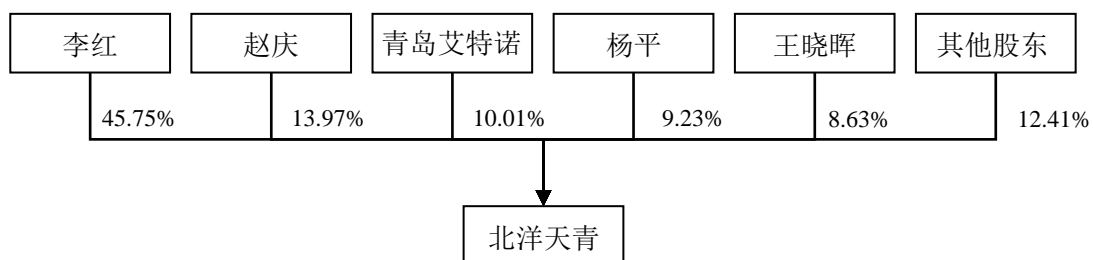 李红 赵庆 青岛艾特诺 杨平 王晓晖 其他股东
45.75% 13.97% 10.01% 9.23% 8.63% 12.41%
北洋天青